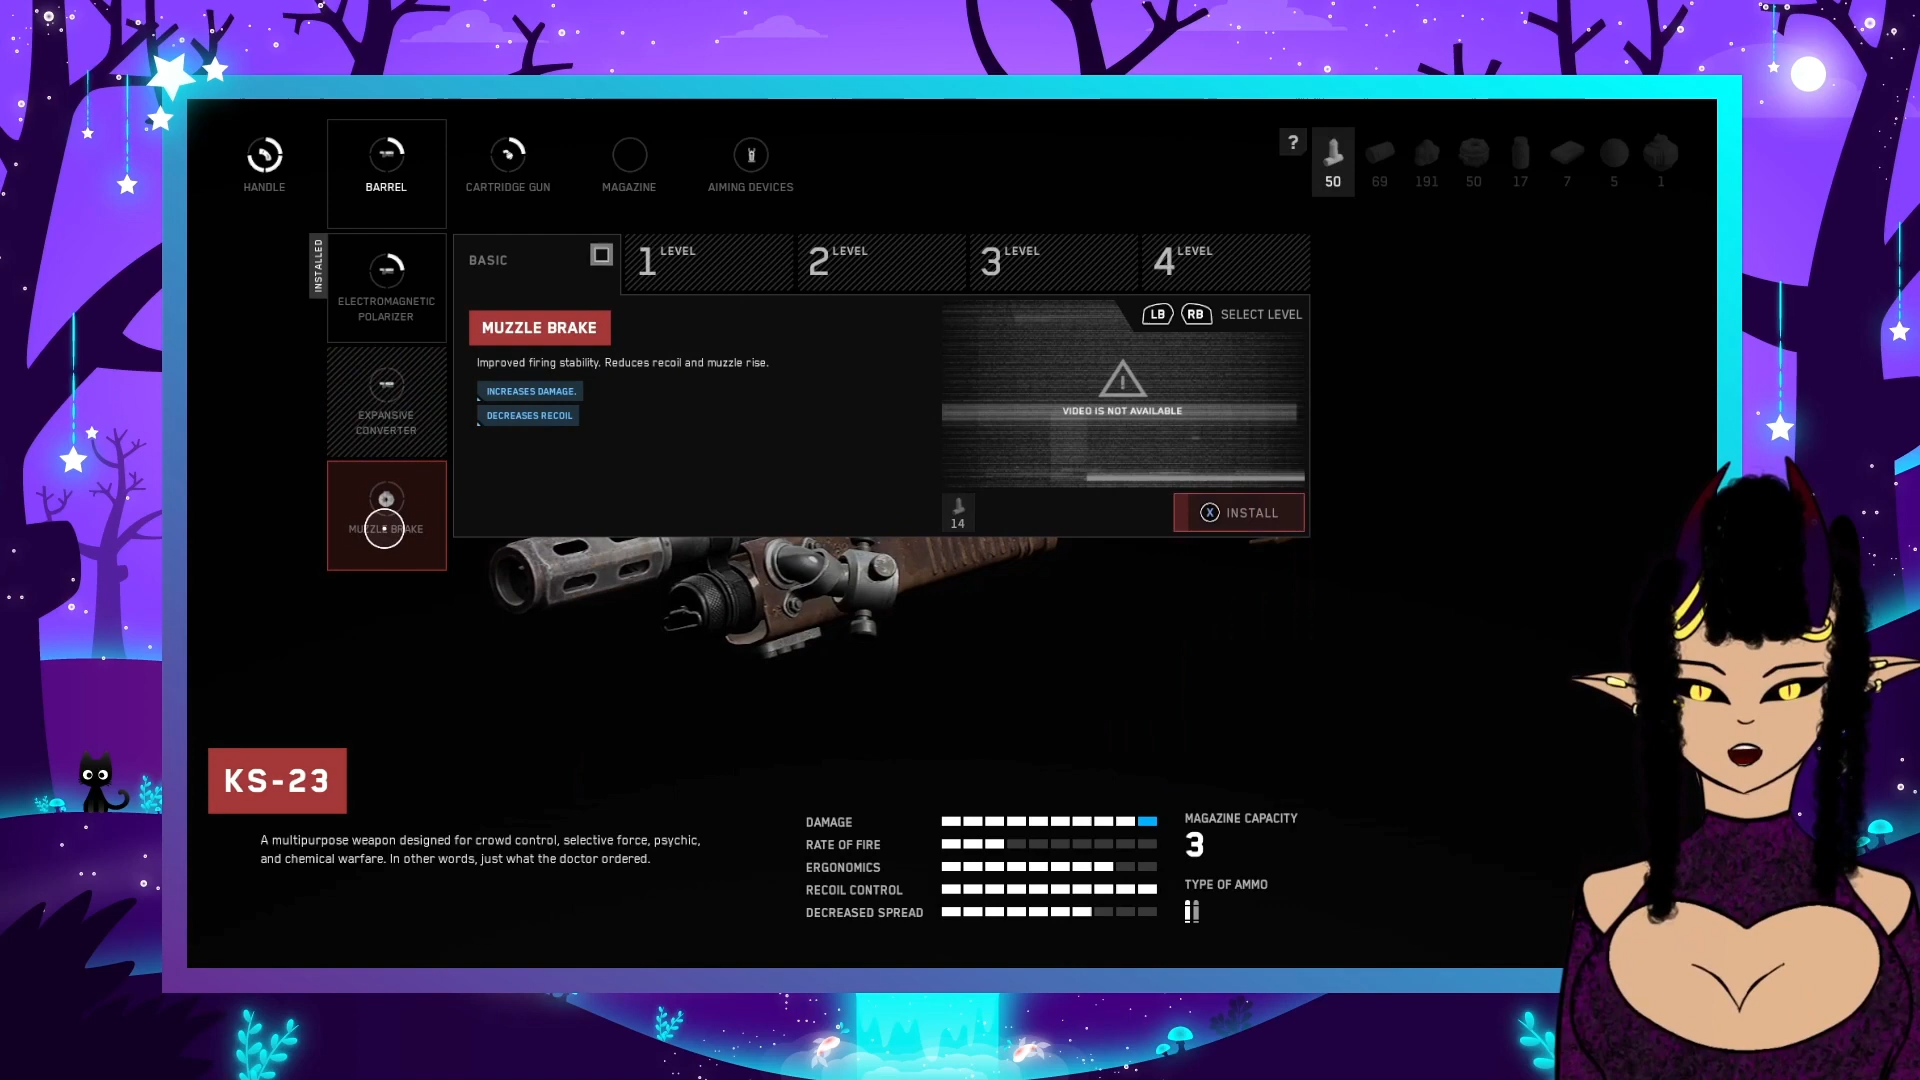 HANDLE
BARREL
CARTRIDGE GUN
MAGAZINE
AIMING DEVICES
?
50
69
191
50
17
7
5
1
INSTALLED
ELECTROMAGNETIC
POLARIZER
EXPANSIVE
CONVERTER
MUZZLE BRAKE
BASIC
1 LEVEL
2 LEVEL
3 LEVEL
4 LEVEL
MUZZLE BRAKE
Improved firing stability. Reduces recoil and muzzle rise.
INCREASES DAMAGE.
DECREASES RECOIL
LB RB SELECT LEVEL
!
VIDEO IS NOT AVAILABLE
14
X INSTALL
KS-23
A multipurpose weapon designed for crowd control, selective force, psychic,
and chemical warfare. In other words, just what the doctor ordered.
DAMAGE
RATE OF FIRE
ERGONOMICS
RECOIL CONTROL
DECREASED SPREAD
MAGAZINE CAPACITY
3
TYPE OF AMMO